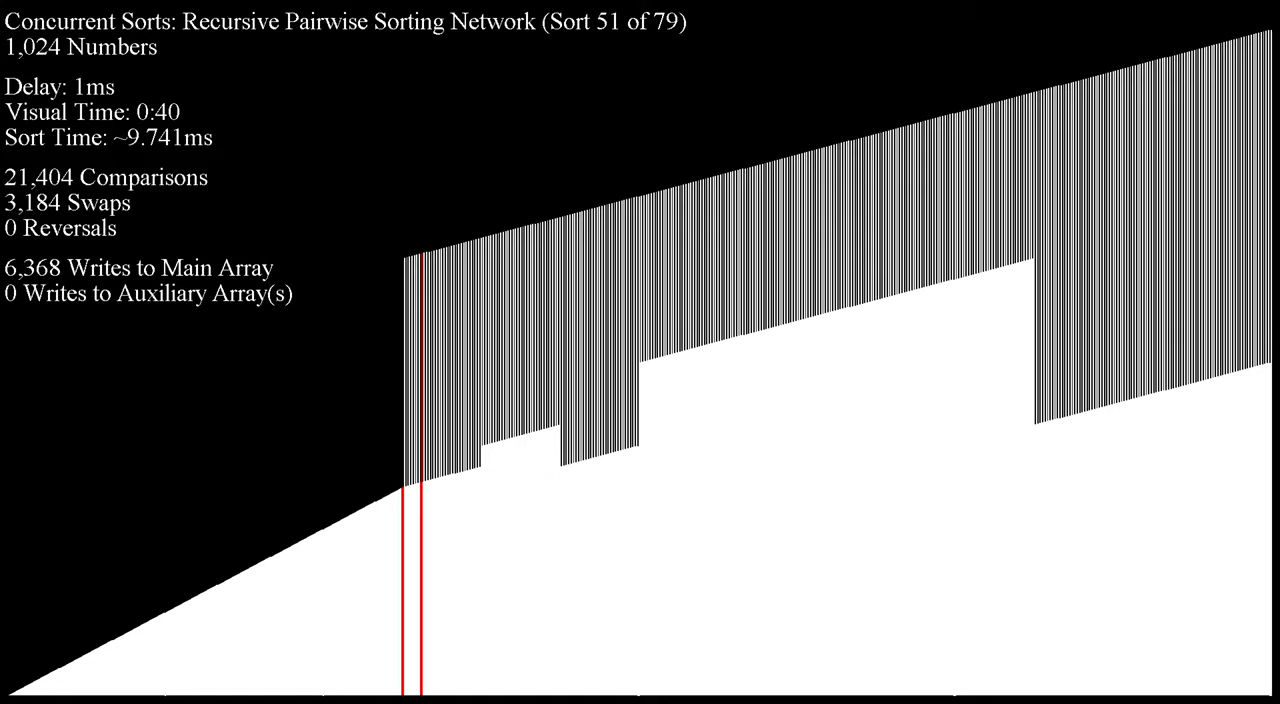 Concurrent Sorts: Recursive Pairwise Sorting Network (Sort 51 of 79)
1,024 Numbers
Delay: 1ms
Visual Time: 0:40
Sort Time: ~9.741ms
21,404 Comparisons
3,184 Swaps
0 Reversals
6,368 Writes to Main Array
0 Writes to Auxiliary Array(s)